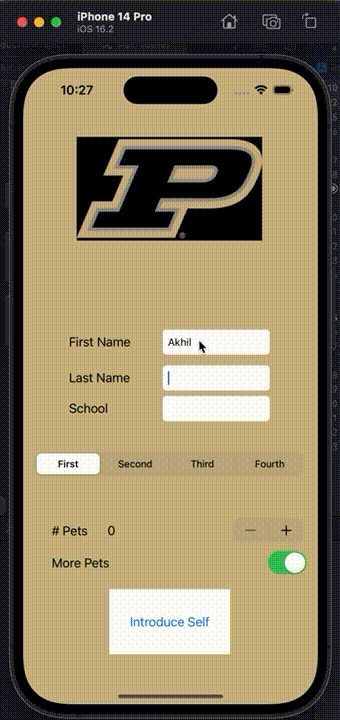 iPhone 14 Pro
iOS 16.2
10:27
P
®
First Name Akhil
Last Name
School
First Second Third Fourth
# Pets 0 − +
More Pets
Introduce Self